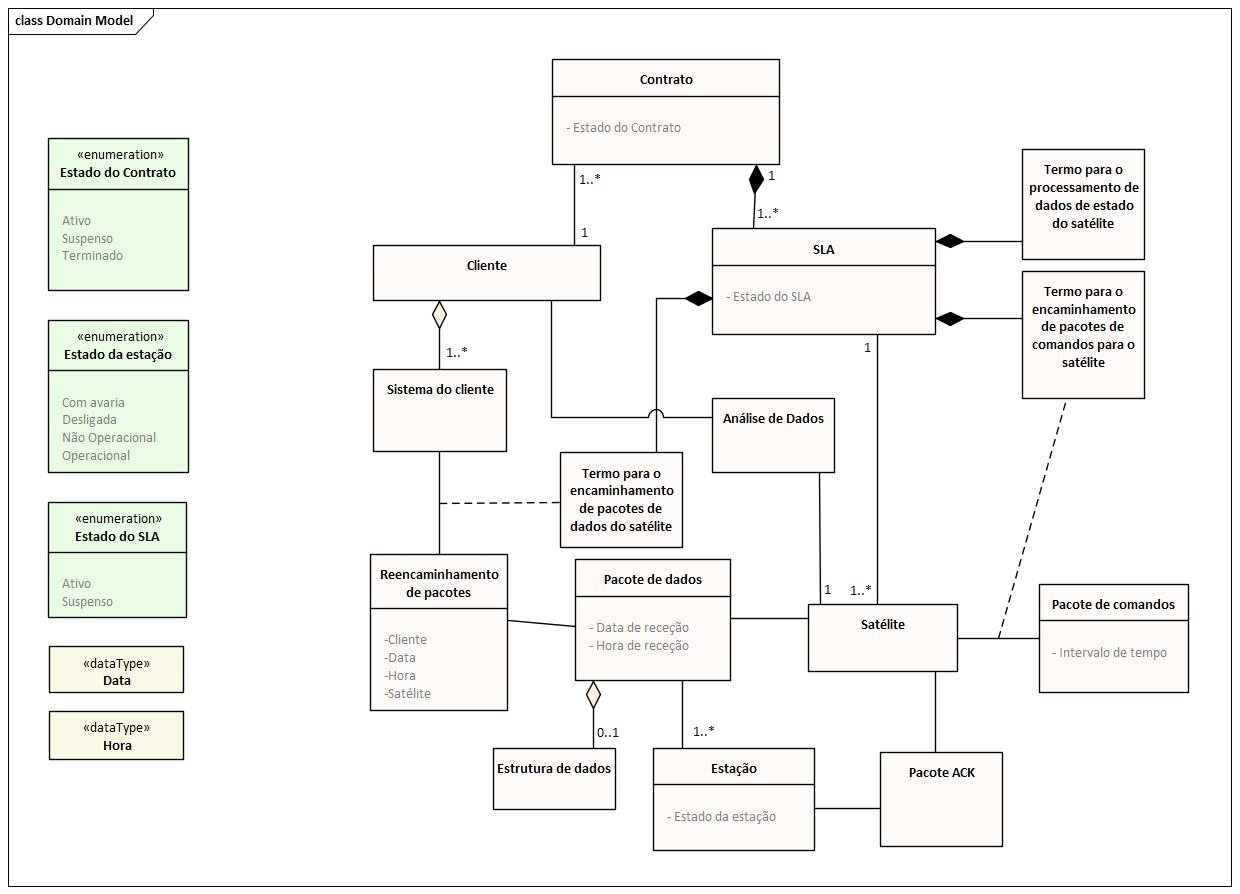 class Domain Model
Contrato
- Estado do Contrato
1..*
1
1
1..*
«enumeration»
Estado do Contrato
Ativo
Suspenso
Terminado
Termo para o
processamento de
dados de estado
do satélite
Cliente
SLA
- Estado do SLA
1
Termo para o
encaminhamento
de pacotes de
comandos para o
satélite
«enumeration»
Estado da estação
Com avaria
Desligada
Não Operacional
Operacional
1..*
Sistema do cliente
Análise de Dados
Termo para o
encaminhamento
de pacotes de
dados do satélite
«enumeration»
Estado do SLA
Ativo
Suspenso
Reencaminhamento
de pacotes
-Cliente
-Data
-Hora
-Satélite
Pacote de dados
- Data de receção
- Hora de receção
1
1..*
Satélite
Pacote de comandos
- Intervalo de tempo
«dataType»
Data
«dataType»
Hora
0..1
1..*
Estrutura de dados
Estação
- Estado da estação
Pacote ACK